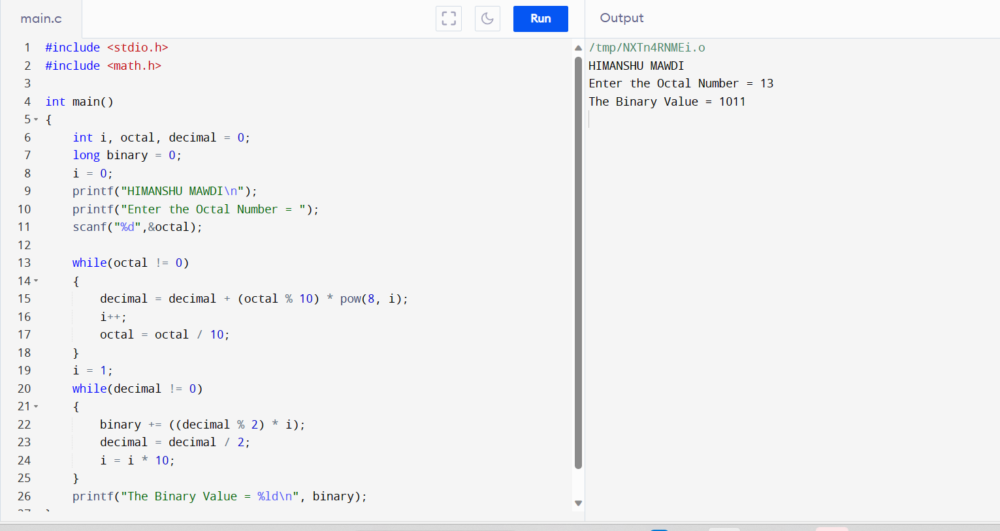 main.c
Run
Output
1 #include <stdio.h>
2 #include <math.h>
3
4 int main()
5 {
6 int i, octal, decimal = 0;
7 long binary = 0;
8 i = 0;
9 printf("HIMANSHU MAWDI\n");
10 printf("Enter the Octal Number = ");
11 scanf("%d",&octal);
12
13 while(octal != 0)
14 {
15 decimal = decimal + (octal % 10) * pow(8, i);
16 i++;
17 octal = octal / 10;
18 }
19 i = 1;
20 while(decimal != 0)
21 {
22 binary += ((decimal % 2) * i);
23 decimal = decimal / 2;
24 i = i * 10;
25 }
26 printf("The Binary Value = %ld\n", binary);
/tmp/NXTn4RNMEi.o
HIMANSHU MAWDI
Enter the Octal Number = 13
The Binary Value = 1011